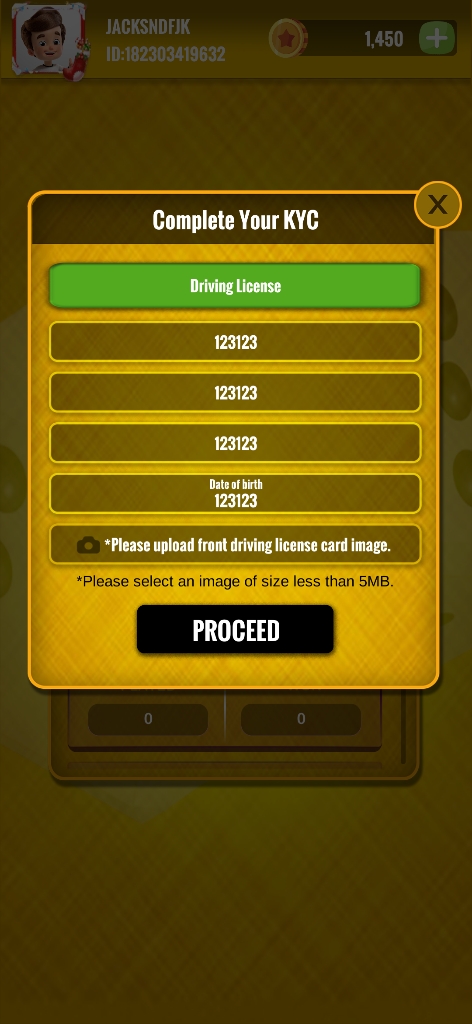 JACKSNDFJK
ID:182303419632
1,450
X
Complete Your KYC
Driving License
123123
123123
123123
Date of birth
123123
*Please upload front driving license card image.
*Please select an image of size less than 5MB.
PROCEED
0 0